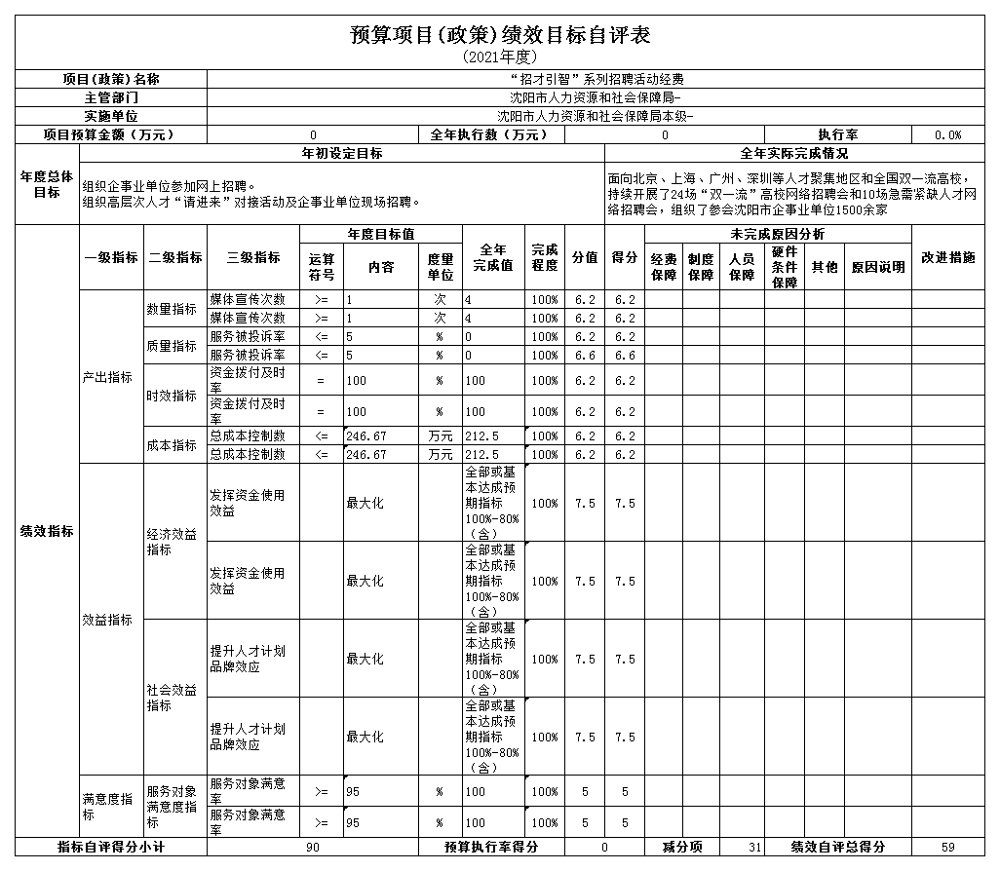 预算项目(政策)绩效目标自评表
(2021年度)
项目(政策)名称 “招才引智”系列招聘活动经费
主管部门 沈阳市人力资源和社会保障局-
实施单位 沈阳市人力资源和社会保障局本级-
项目预算金额（万元） 0 全年执行数（万元） 0 执行率 0.0%
年度总体目标 年初设定目标 全年实际完成情况
组织企事业单位参加网上招聘。
组织高层次人才“请进来”对接活动及企事业单位现场招聘。
面向北京、上海、广州、深圳等人才聚集地区和全国双一流高校，
持续开展了24场“双一流”高校网络招聘会和10场急需紧缺人才网
络招聘会，组织了参会沈阳市企事业单位1500余家
绩效指标 一级指标 二级指标 三级指标 年度目标值 全年完成值 完成程度 分值 得分 未完成原因分析 改进措施
运算符号 内容 度量单位 经费保障 制度保障 人员保障 硬件条件保障 其他 原因说明
产出指标 数量指标 媒体宣传次数 >= 1 次 4 100% 6.2 6.2
媒体宣传次数 >= 1 次 4 100% 6.2 6.2
质量指标 服务被投诉率 <= 5 % 0 100% 6.2 6.2
服务被投诉率 <= 5 % 0 100% 6.6 6.6
时效指标 资金拨付及时率 = 100 % 100 100% 6.2 6.2
资金拨付及时率 = 100 % 100 100% 6.2 6.2
成本指标 总成本控制数 <= 246.67 万元 212.5 100% 6.2 6.2
总成本控制数 <= 246.67 万元 212.5 100% 6.2 6.2
效益指标 经济效益指标 发挥资金使用效益 最大化 全部或基本达成预期指标100%-80%（含） 100% 7.5 7.5
发挥资金使用效益 最大化 全部或基本达成预期指标100%-80%（含） 100% 7.5 7.5
社会效益指标 提升人才计划品牌效应 最大化 全部或基本达成预期指标100%-80%（含） 100% 7.5 7.5
提升人才计划品牌效应 最大化 全部或基本达成预期指标100%-80%（含） 100% 7.5 7.5
满意度指标 服务对象满意度指标 服务对象满意率 >= 95 % 100 100% 5 5
服务对象满意率 >= 95 % 100 100% 5 5
指标自评得分小计 90 预算执行率得分 0 减分项 31 绩效自评总得分 59